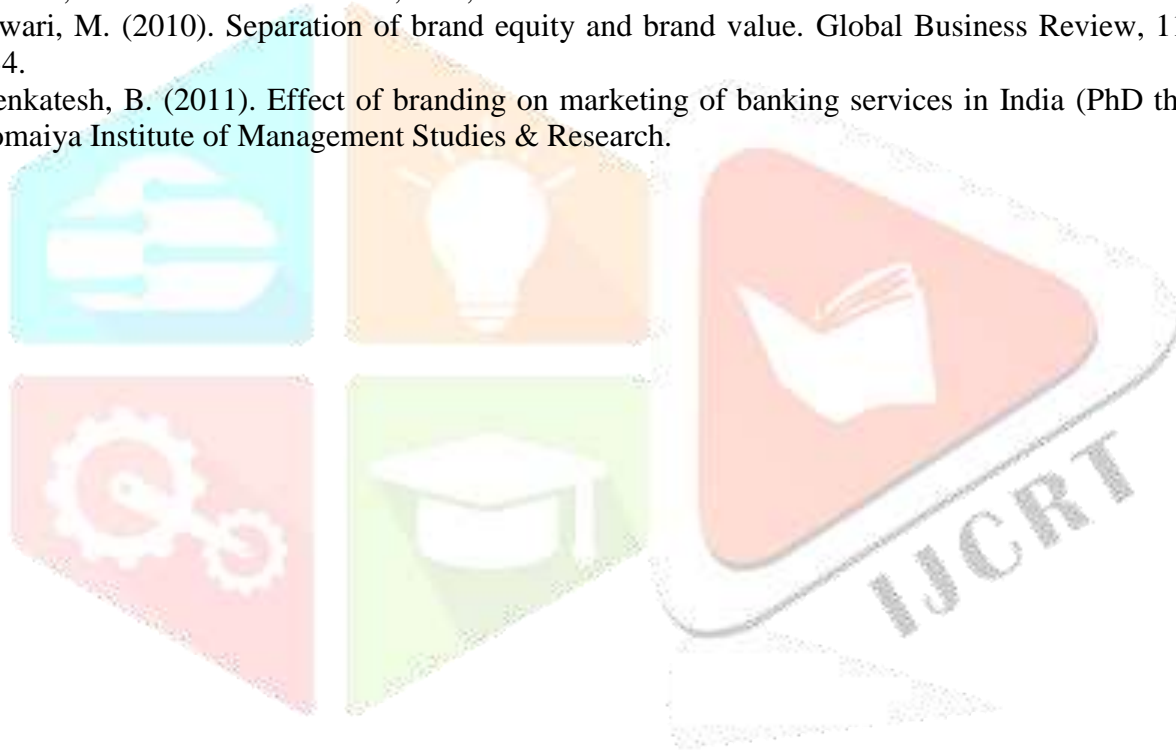 wari, M. (2010). Separation of brand equity and brand value. Global Business Review, 1
4.
enkatesh, B. (2011). Effect of branding on marketing of banking services in India (PhD th
omaiya Institute of Management Studies & Research.
IJCRT